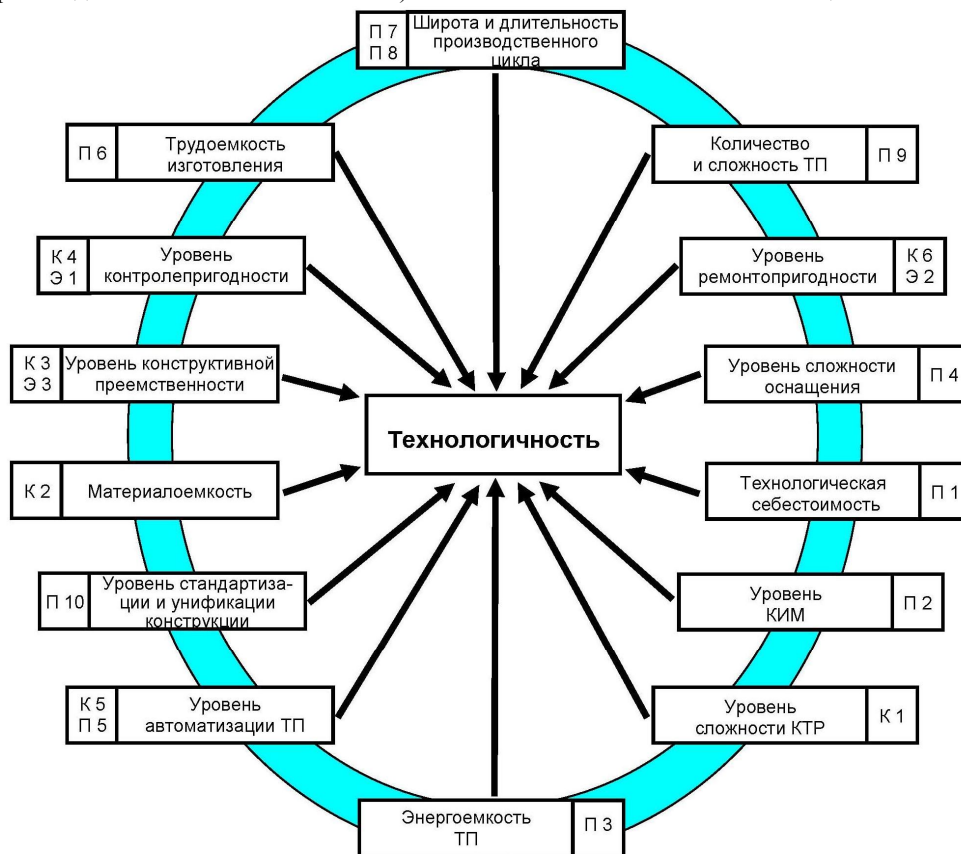 П 7
П 8
Широта и длительность
производственного
цикла
П 6
Трудоемкость
изготовления
Количество
и сложность ТП
П 9
К 4
Э 1
Уровень
контролепригодности
Уровень
ремонтопригодности
К 6
Э 2
К 3
Э 3
Уровень конструктивной
преемственности
Уровень сложности
оснащения
П 4
Технологичность
К 2
Материалоемкость
Технологическая
себестоимость
П 1
П 10
Уровень стандартиза-
ции и унификации
конструкции
Уровень
КИМ
П 2
К 5
П 5
Уровень
автоматизации ТП
Уровень
сложности КТР
К 1
Энергоемкость
ТП
П 3